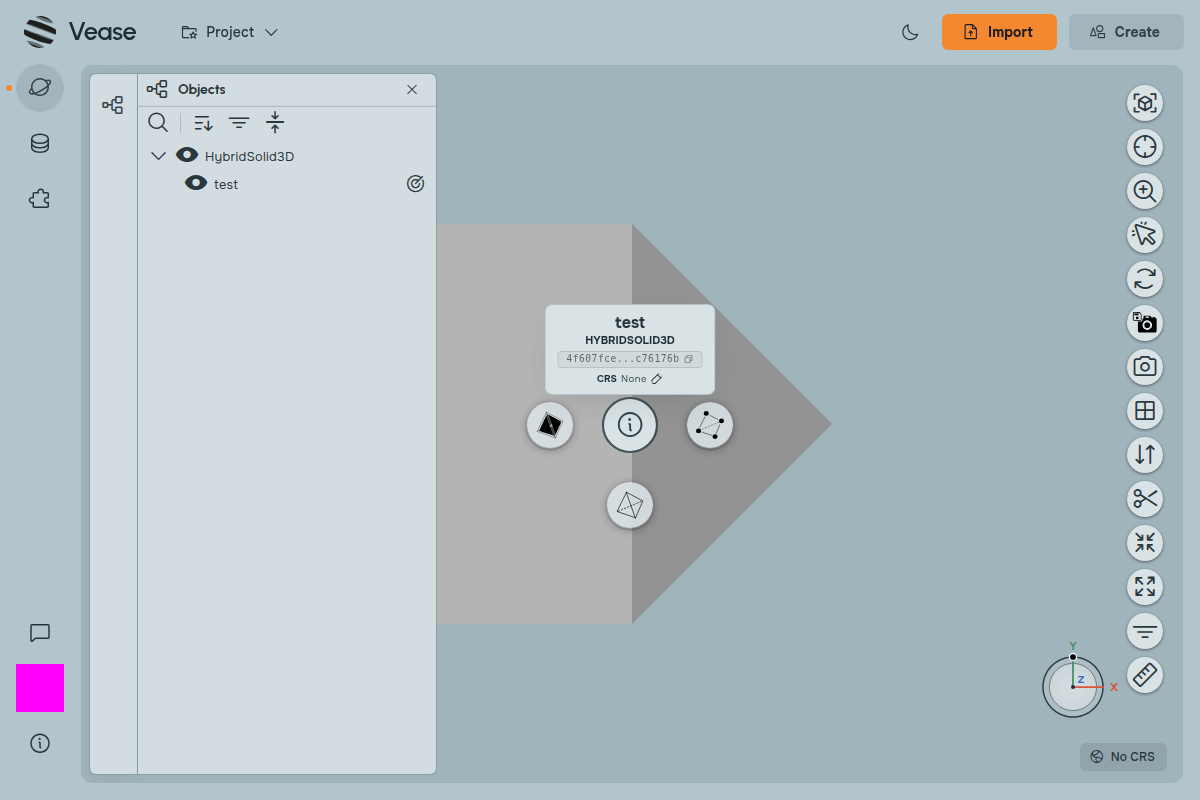 Vease
Project
Import
Create
Objects
HybridSolid3D
test
test
HYBRIDSOLID3D
4f607fce...c76176b
CRS None
Y
Z
X
No CRS